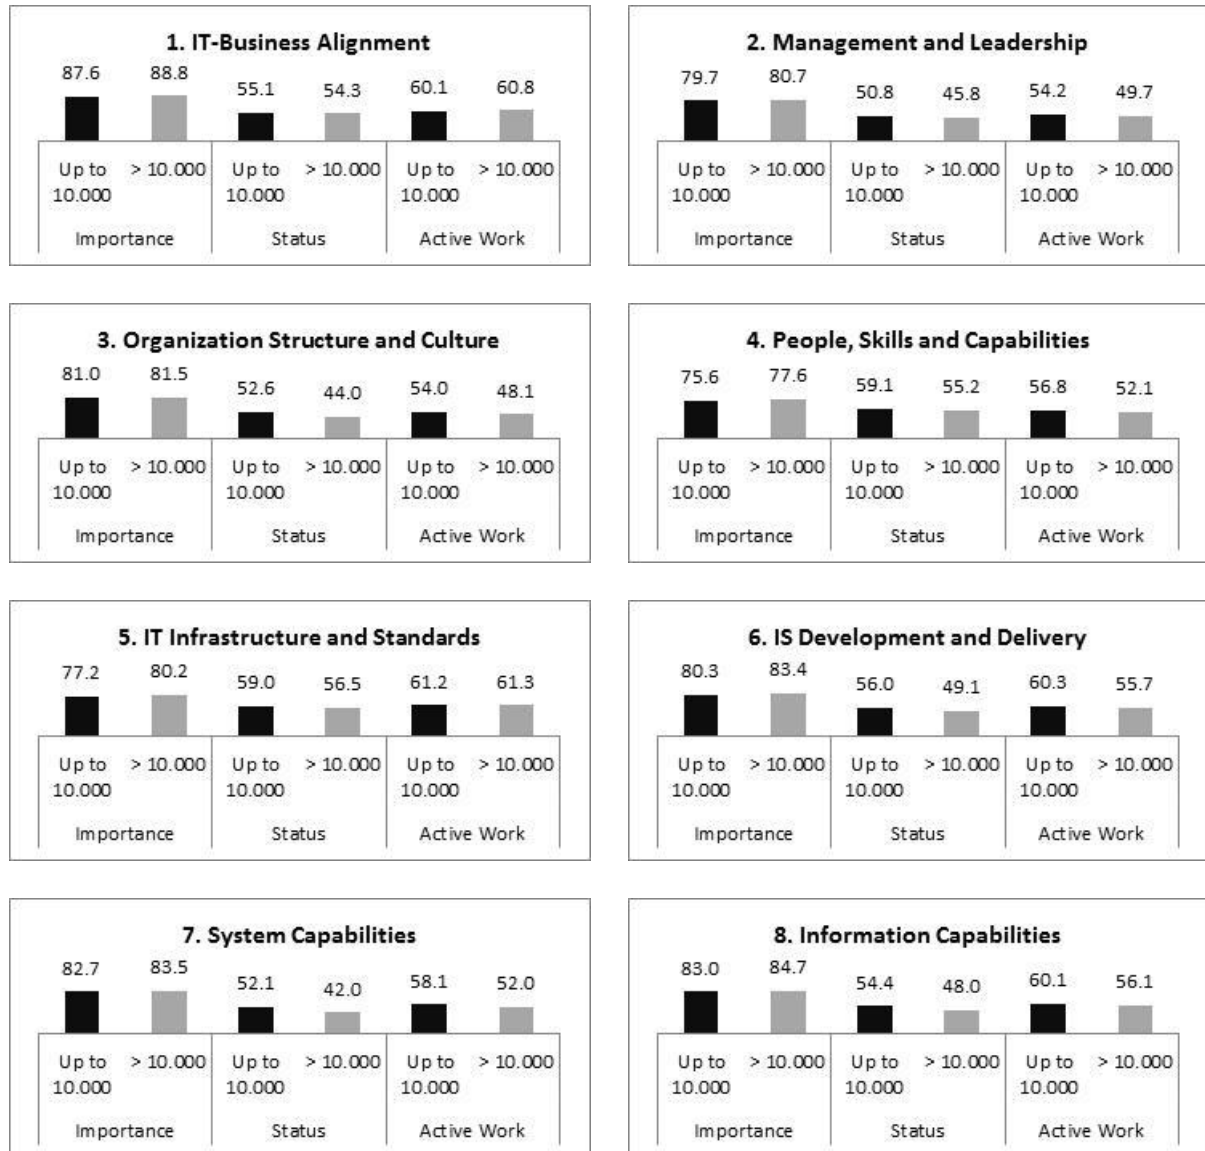 1. IT-Business Alignment
87.6 88.8 55.1 54.3 60.1 60.8
Up to > 10.000 Up to > 10.000 Up to > 10.000
10.000 10.000 10.000
Importance Status Active Work
2. Management and Leadership
79.7 80.7 50.8 45.8 54.2 49.7
Up to > 10.000 Up to > 10.000 Up to > 10.000
10.000 10.000 10.000
Importance Status Active Work
3. Organization Structure and Culture
81.0 81.5 52.6 44.0 54.0 48.1
Up to > 10.000 Up to > 10.000 Up to > 10.000
10.000 10.000 10.000
Importance Status Active Work
4. People, Skills and Capabilities
75.6 77.6 59.1 55.2 56.8 52.1
Up to > 10.000 Up to > 10.000 Up to > 10.000
10.000 10.000 10.000
Importance Status Active Work
5. IT Infrastructure and Standards
77.2 80.2 59.0 56.5 61.2 61.3
Up to > 10.000 Up to > 10.000 Up to > 10.000
10.000 10.000 10.000
Importance Status Active Work
6. IS Development and Delivery
80.3 83.4 56.0 49.1 60.3 55.7
Up to > 10.000 Up to > 10.000 Up to > 10.000
10.000 10.000 10.000
Importance Status Active Work
7. System Capabilities
82.7 83.5 52.1 42.0 58.1 52.0
Up to > 10.000 Up to > 10.000 Up to > 10.000
10.000 10.000 10.000
Importance Status Active Work
8. Information Capabilities
83.0 84.7 54.4 48.0 60.1 56.1
Up to > 10.000 Up to > 10.000 Up to > 10.000
10.000 10.000 10.000
Importance Status Active Work